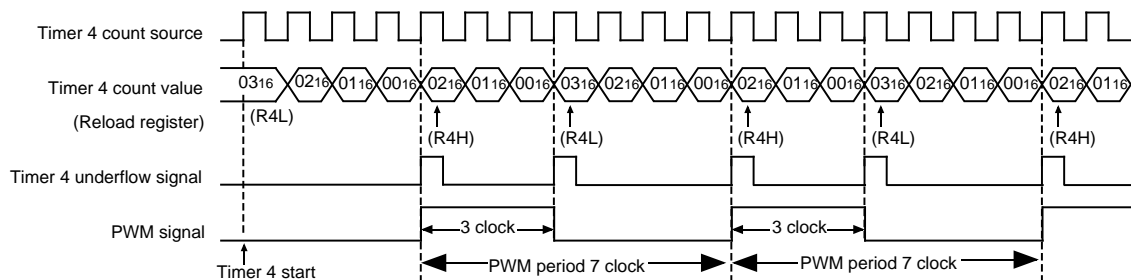 Timer 4 count source
Timer 4 count value
0316 0216 0116 0016 0216 0116 0016 0316 0216 0116 0016 0216 0116 0016 0316 0216 0116 0016 0216 0116
(Reload register)
(R4L) (R4H) (R4L) (R4H) (R4L) (R4H)
Timer 4 underflow signal
PWM signal
3 clock 3 clock
Timer 4 start
PWM period 7 clock PWM period 7 clock